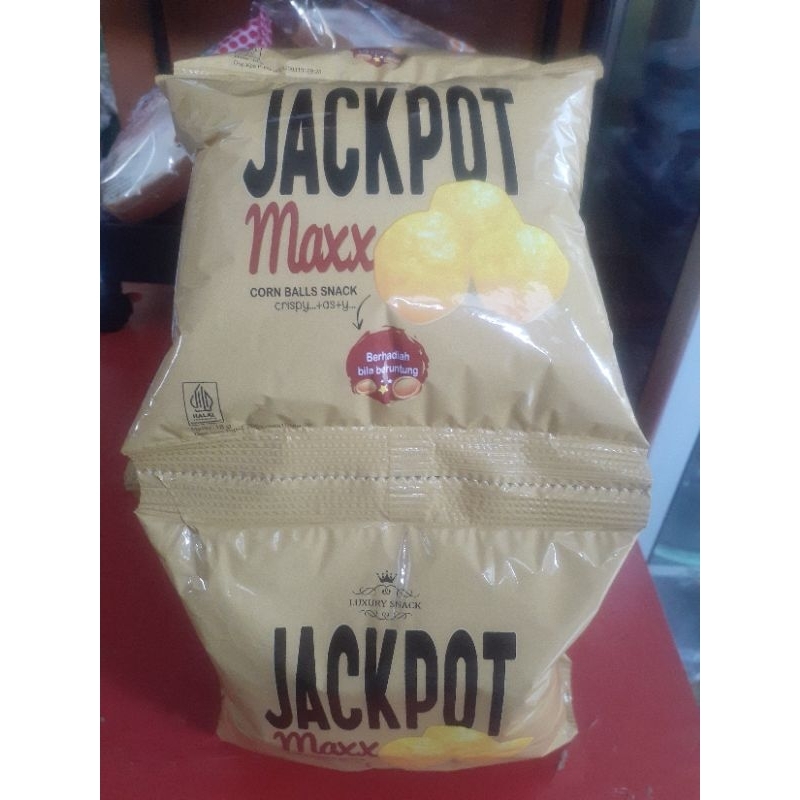 JACKPOT
Maxx
CORN BALLS SNACK
crispy...tasty...
Berhadiah
bila beruntung
HALAL
LUXURY SNACK
JACKPOT
Maxx